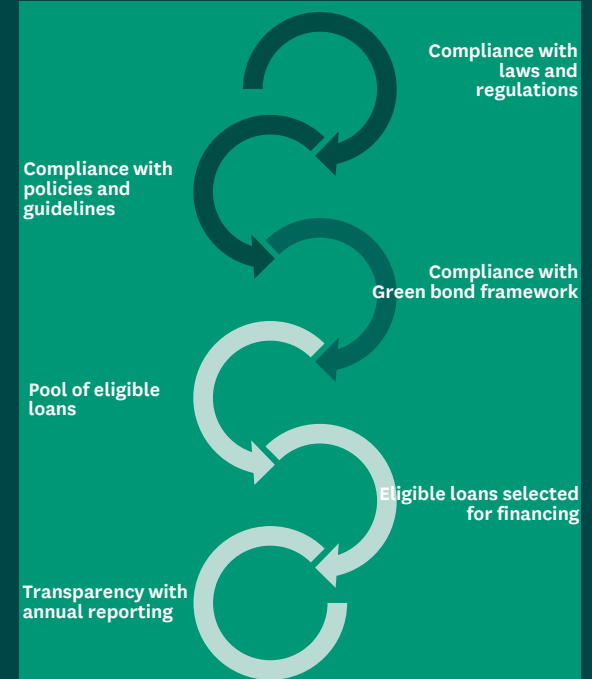 Compliance with
laws and
regulations
Compliance with
policies and
guidelines
Compliance with
Green bond framework
Pool of eligible
loans
Eligible loans selected
for financing
Transparency with
annual reporting